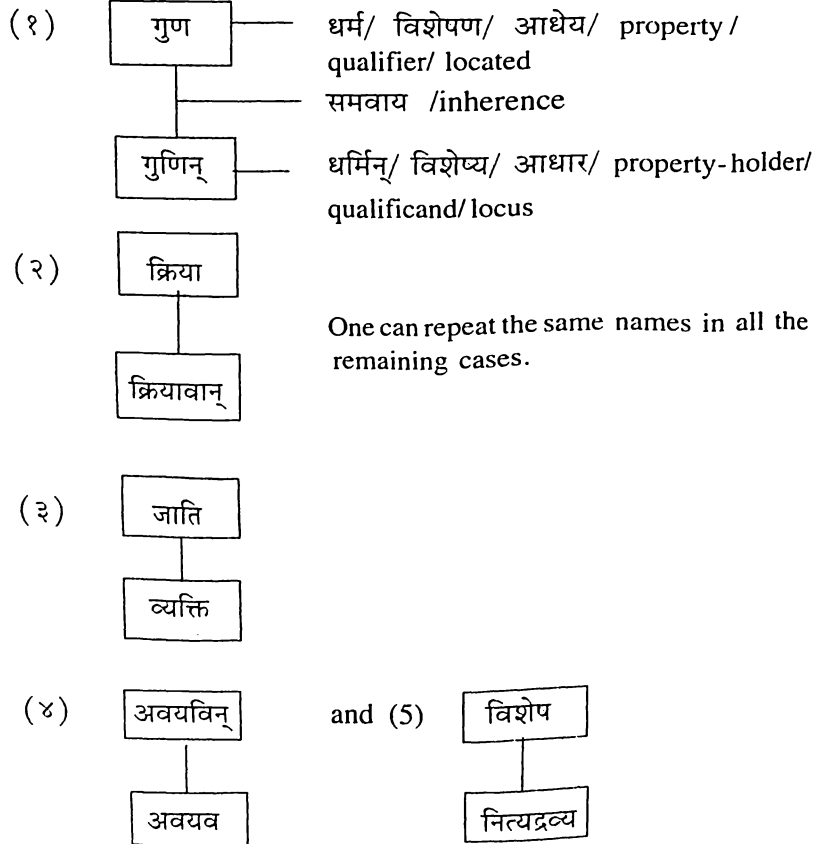 (१) गुण धर्म/ विशेषण/ आधेय/ property /
qualifier/ located
समवाय /inherence
गुणिन् धर्मिन्/ विशेष्य/ आधार/ property-holder/
qualificand/ locus
(२) क्रिया
One can repeat the same names in all the
remaining cases.
क्रियावान्
(३) जाति
व्यक्ति
(४) अवयविन् and (5) विशेष
अवयव नित्यद्रव्य